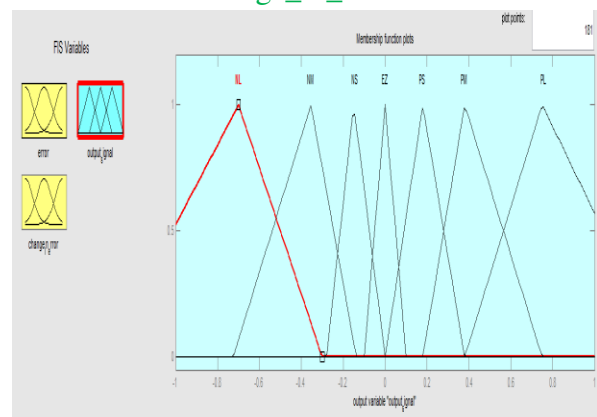 plot points:
181
FIS Variables
Membership function plots
NL NM NS EZ PS PM PL
1
error
output_signal
0.5
0
-1 -0.8 -0.6 -0.4 -0.2 0 0.2 0.4 0.6 0.8 1
output variable "output_signal"